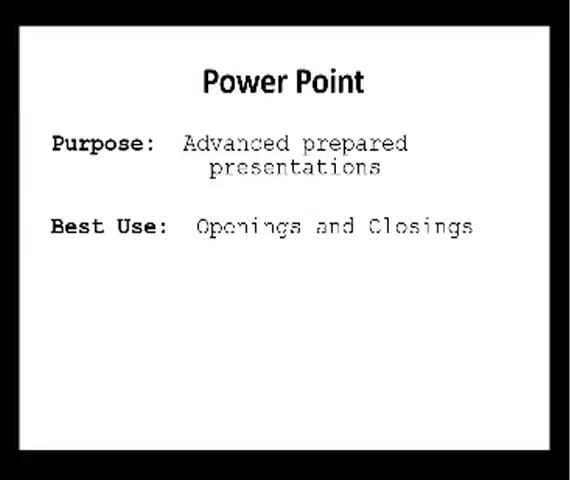 Power Point
Purpose: Advanced prepared
presentations
Best Use: Openings and Closings